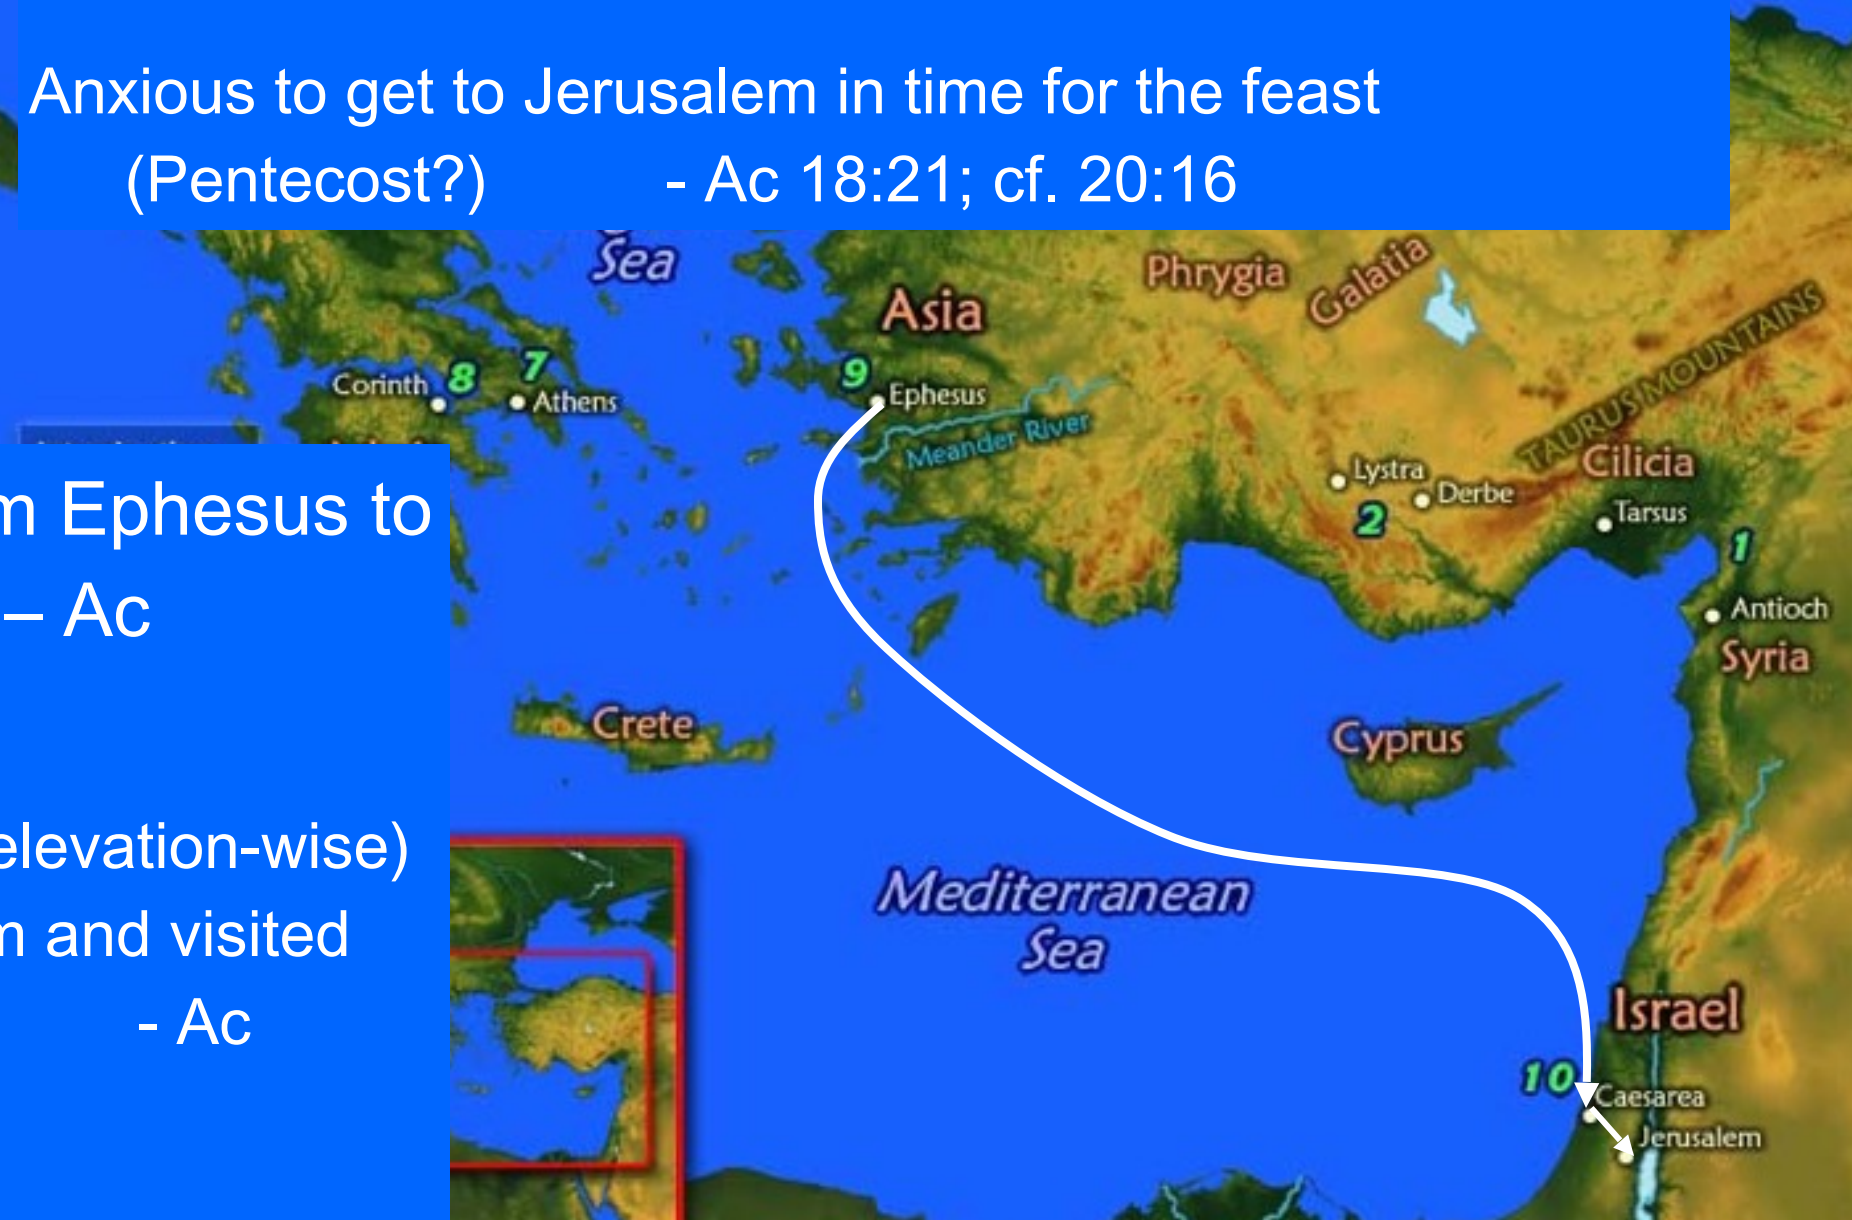 Anxious to get to Jerusalem in time for the feast
(Pentecost?) - Ac 18:21; cf. 20:16
Sea
Phrygia
Galatia
Asia
TAURUS MOUNTAINS
8
7
9
Corinth
Athens
Ephesus
Meander River
Lystra
Derbe
Cilicia
2
Tarsus
1
Antioch
Syria
Ephesus to
– Ac
Crete
Cyprus
elevation-wise)
and visited
- Ac
Mediterranean
Sea
Israel
10
Caesarea
Jerusalem